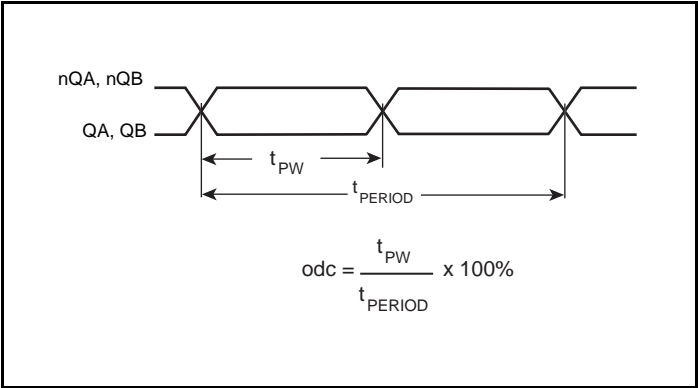 nQA, nQB
QA, QB
tPW
tPERIOD
tPW
odc = x 100%
tPERIOD